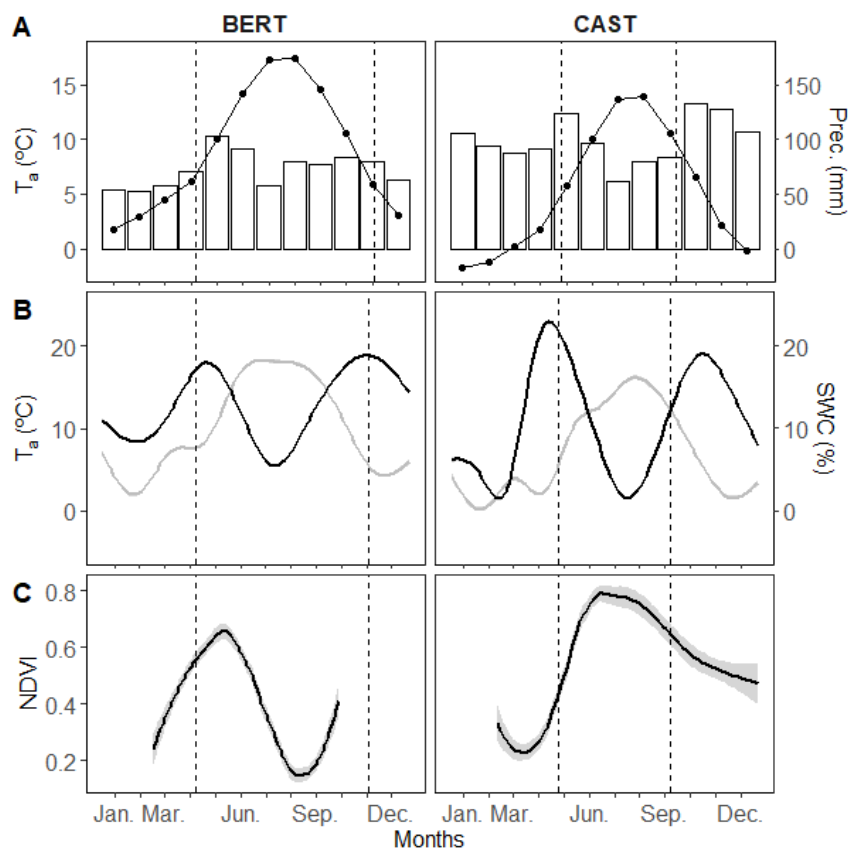 BERT CAST
A
15 150
10 100
5 50
0 0
Ta (ºC)
Prec. (mm)
B
20 20
10 10
0 0
Ta (ºC)
SWC (%)
C
0.8
0.6
0.4
0.2
NDVI
Jan. Mar. Jun. Sep. Dec. Jan. Mar. Jun. Sep. Dec.
Months